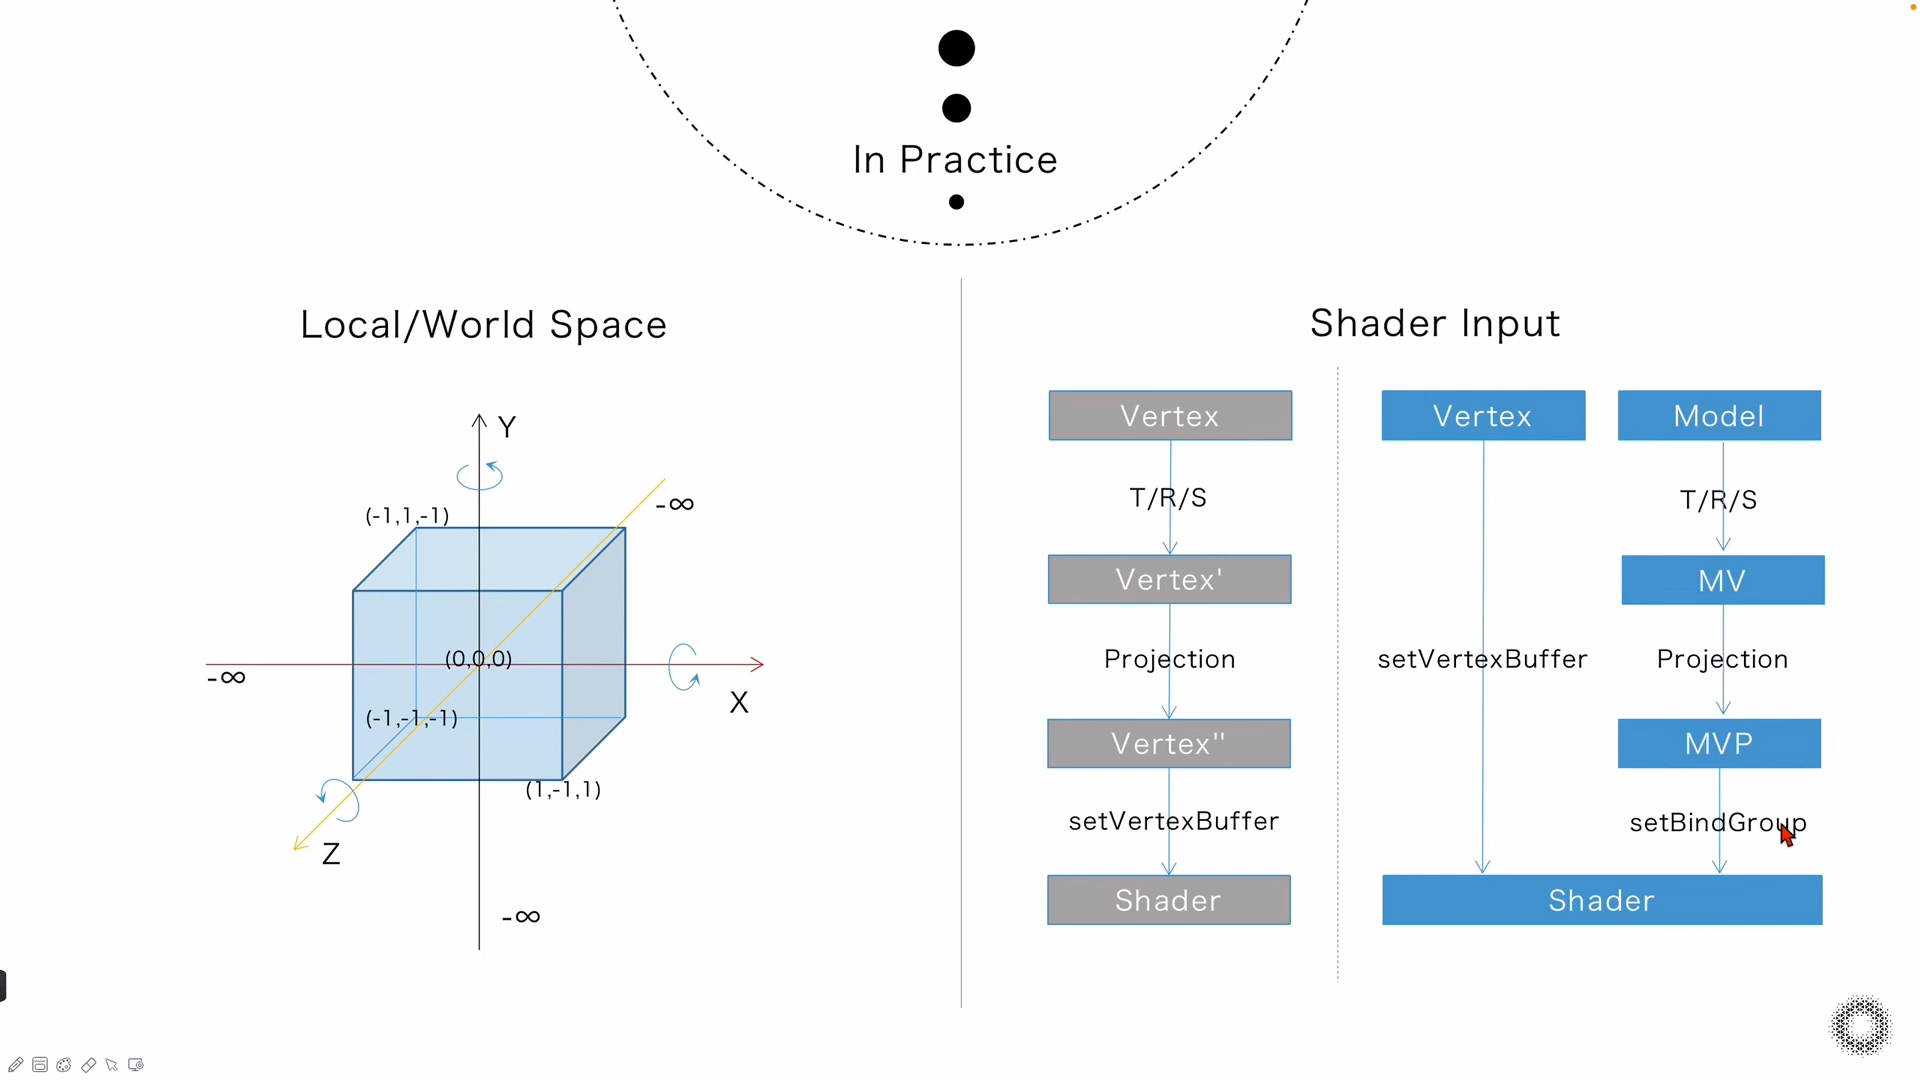 In Practice
Local/World Space
Y
(-1,1,-1)
-∞
(0,0,0)
-∞
X
(-1,-1,-1)
(1,-1,1)
Z
-∞
Shader Input
Vertex
T/R/S
Vertex'
Projection
Vertex"
setVertexBuffer
Shader
Vertex
Model
T/R/S
MV
setVertexBuffer
Projection
MVP
setBindGroup
Shader